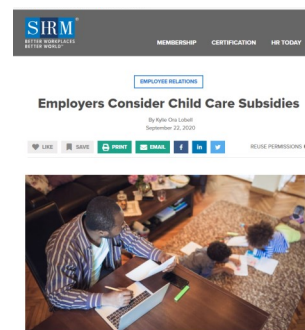 SHRM
BETTER WORKPLACES
BETTER WORLD™
MEMBERSHIP CERTIFICATION HR TODAY
EMPLOYEE RELATIONS
Employers Consider Child Care Subsidies
By Kylie Ora Lobell
September 22, 2020
LIKE SAVE PRINT EMAIL f in REUSE PERMISSIONS